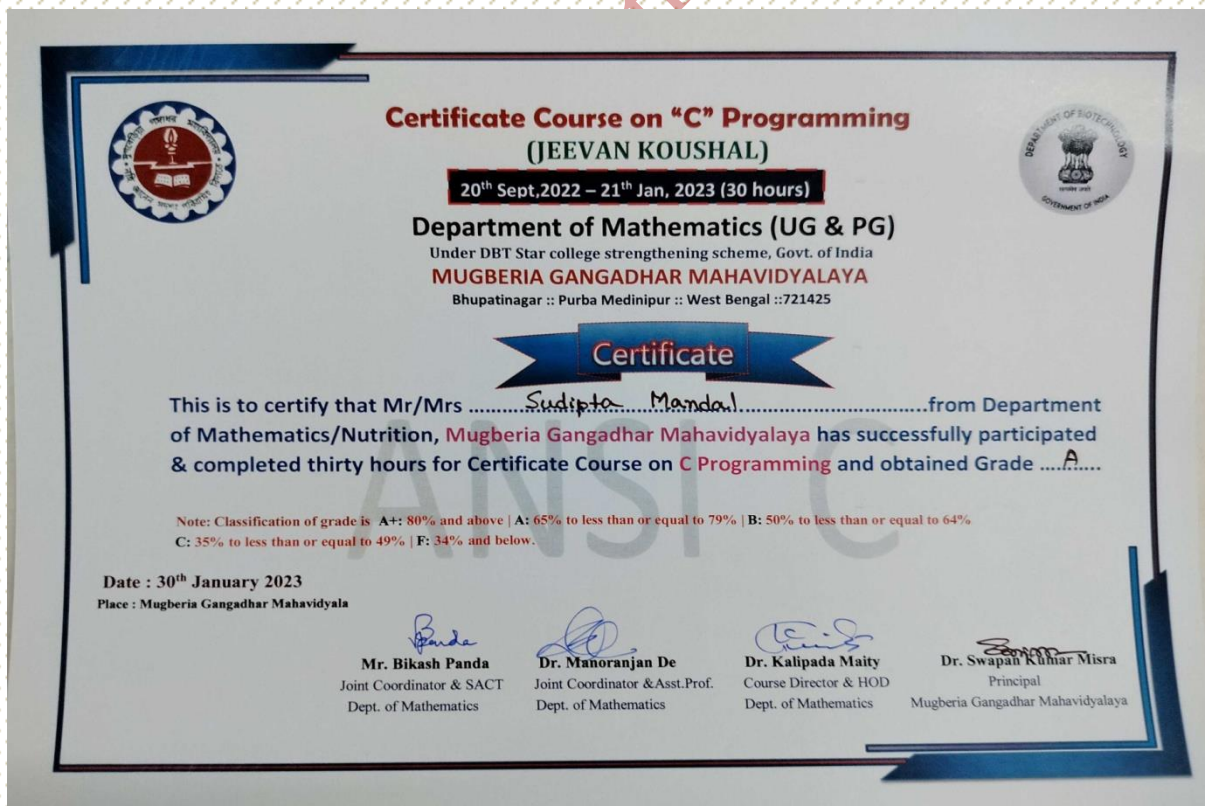 Certificate Course on “C” Programming
(JEEVAN KOUSHAL)
20th Sept,2022 – 21th Jan, 2023 (30 hours)
Department of Mathematics (UG & PG)
Under DBT Star college strengthening scheme, Govt. of India
MUGBERIA GANGADHAR MAHAVIDYALAYA
Bhupatinagar :: Purba Medinipur :: West Bengal ::721425
DEPARTMENT OF BIOTECHNOLOGY
GOVERNMENT OF INDIA
Certificate
This is to certify that Mr/Mrs .........Sudipta Mandal.......................................from Department
of Mathematics/Nutrition, Mugberia Gangadhar Mahavidyalaya has successfully participated
& completed thirty hours for Certificate Course on C Programming and obtained Grade ....A.....
ANSI C
Note: Classification of grade is A+: 80% and above | A: 65% to less than or equal to 79% | B: 50% to less than or equal to 64%
C: 35% to less than or equal to 49% | F: 34% and below.
Date : 30th January 2023
Place : Mugberia Gangadhar Mahavidyala
Panda
Mr. Bikash Panda
Joint Coordinator & SACT
Dept. of Mathematics
Dr. Manoranjan De
Joint Coordinator &Asst.Prof.
Dept. of Mathematics
Dr. Kalipada Maity
Course Director & HOD
Dept. of Mathematics
Dr. Swapan Kumar Misra
Principal
Mugberia Gangadhar Mahavidyalaya